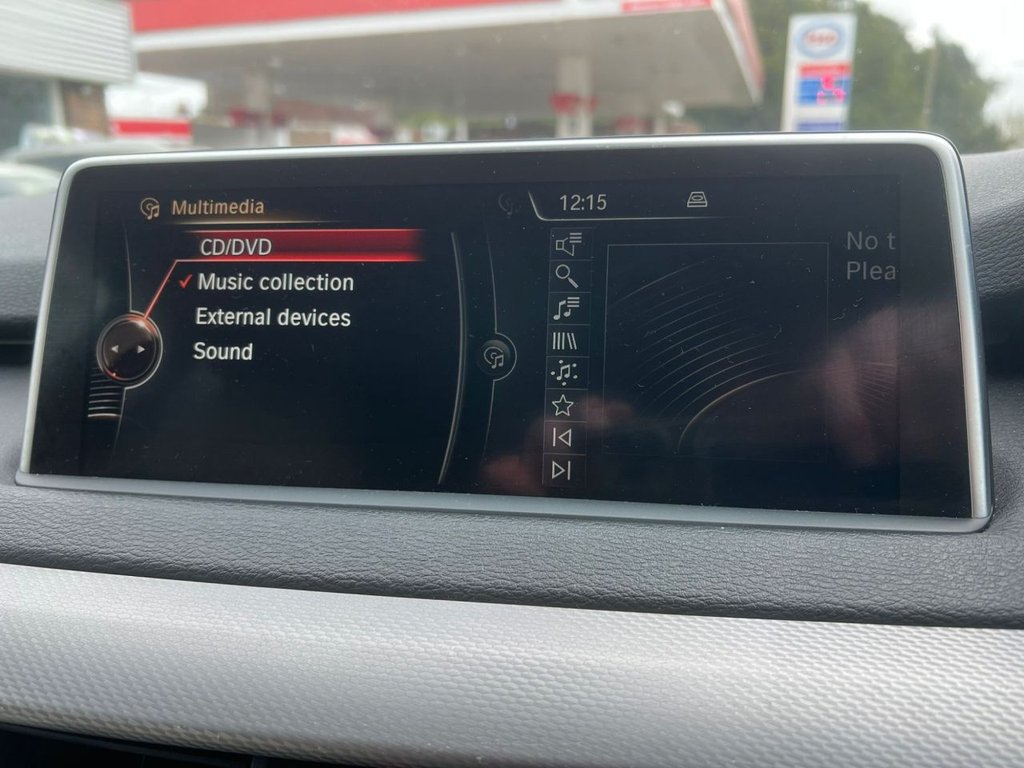 Multimedia
12:15
CD/DVD
Music collection
External devices
Sound
No t
Plea